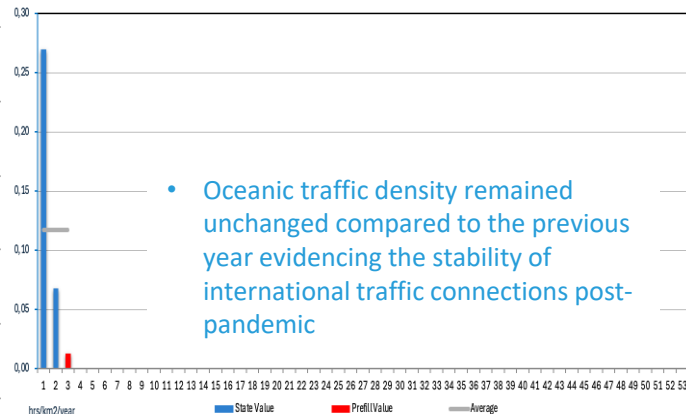 0,30
0,25
0,20
0,15
0,10
0,05
0,00
• Oceanic traffic density remained
unchanged compared to the previous
year evidencing the stability of
international traffic connections post-
pandemic
1 2 3 4 5 6 7 8 9 10 11 12 13 14 15 16 17 18 19 20 21 22 23 24 25 26 27 28 29 30 31 32 33 34 35 36 37 38 39 40 41 42 43 44 45 46 47 48 49 50 51 52 53
hrs/km2/year
State Value Prefill Value Average